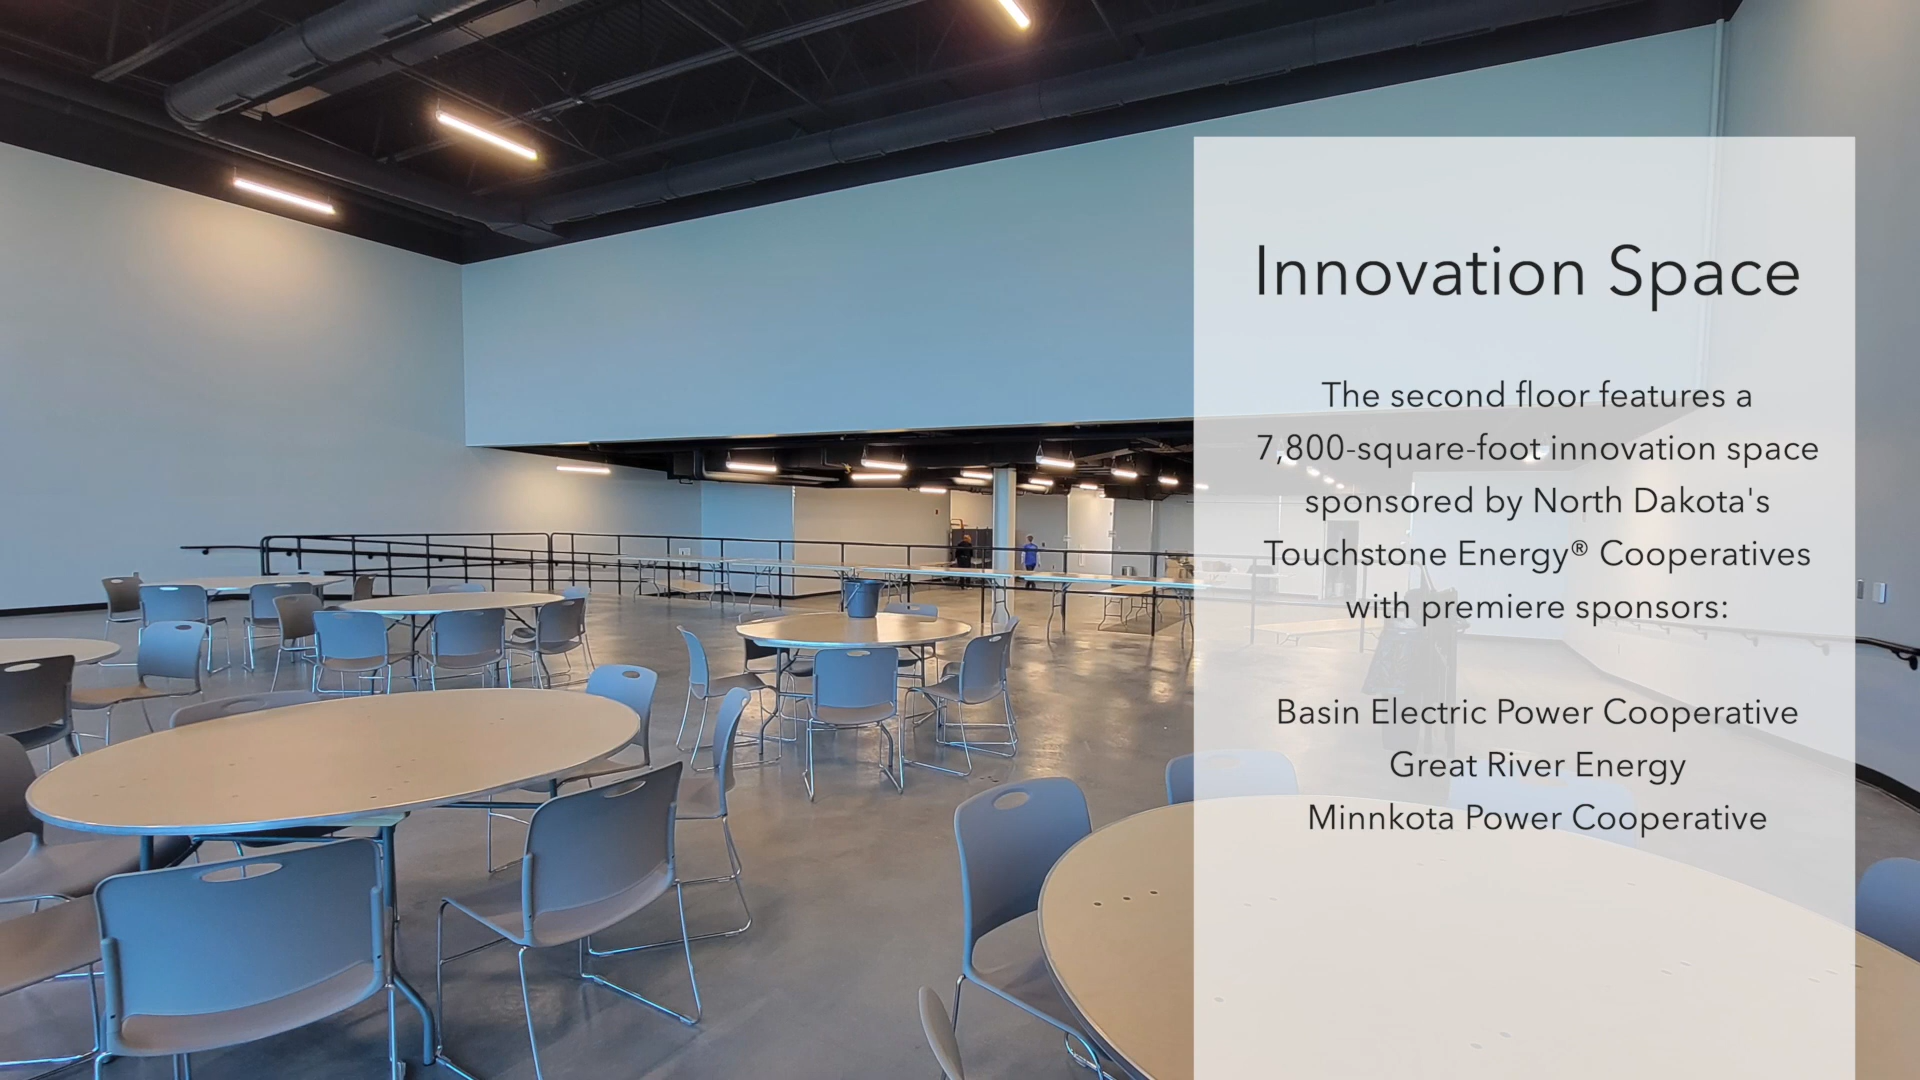 Innovation Space
The second floor features a
7,800-square-foot innovation space
sponsored by North Dakota's
Touchstone Energy® Cooperatives
with premiere sponsors:
Basin Electric Power Cooperative
Great River Energy
Minnkota Power Cooperative